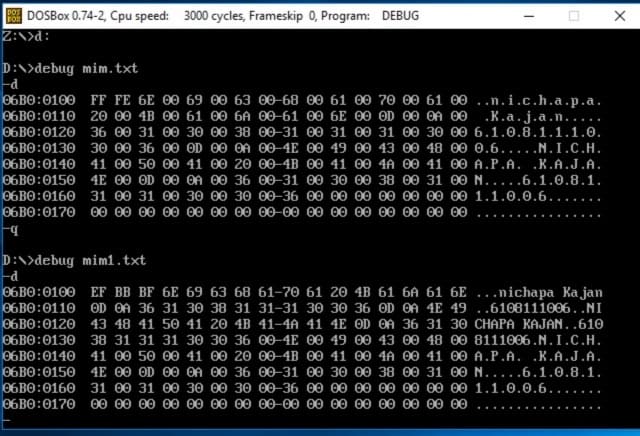 DOSBox 0.74-2, Cpu speed:    3000 cycles, Frameskip  0, Program:    DEBUG
Z:\>d:
D:\>debug mim.txt
-d
06B0:0100  FF FE 6E 00 69 00 63 00-68 00 61 00 70 00 61 00  ..n.i.c.h.a.p.a.
06B0:0110  20 00 4B 00 61 00 6A 00-61 00 6E 00 0D 00 0A 00   .K.a.j.a.n.....
06B0:0120  36 00 31 00 30 00 38 00-31 00 31 00 31 00 30 00  6.1.0.8.1.1.1.0.
06B0:0130  30 00 36 00 0D 00 0A 00-4E 00 49 00 43 00 48 00  0.6.....N.I.C.H.
06B0:0140  41 00 50 00 41 00 20 00-4B 00 41 00 4A 00 41 00  A.P.A. .K.A.J.A.
06B0:0150  4E 00 0D 00 0A 00 36 00-31 00 30 00 38 00 31 00  N.....6.1.0.8.1.
06B0:0160  31 00 31 00 30 00 30 00-36 00 00 00 00 00 00 00  1.1.0.0.6.......
06B0:0170  00 00 00 00 00 00 00 00-00 00 00 00 00 00 00 00  ................
-q
D:\>debug mim1.txt
-d
06B0:0100  EF BB BF 6E 69 63 68 61-70 61 20 4B 61 6A 61 6E  ...nichapa Kajan
06B0:0110  0D 0A 36 31 30 38 31 31-31 30 30 36 0D 0A 4E 49  ..6108111006..NI
06B0:0120  43 48 41 50 41 20 4B 41-4A 41 4E 0D 0A 36 31 30  CHAPA KAJAN..610
06B0:0130  38 31 31 31 30 30 36 00-4E 00 49 00 43 00 48 00  8111006.N.I.C.H.
06B0:0140  41 00 50 00 41 00 20 00-4B 00 41 00 4A 00 41 00  A.P.A. .K.A.J.A.
06B0:0150  4E 00 0D 00 0A 00 36 00-31 00 30 00 38 00 31 00  N.....6.1.0.8.1.
06B0:0160  31 00 31 00 30 00 30 00-36 00 00 00 00 00 00 00  1.1.0.0.6.......
06B0:0170  00 00 00 00 00 00 00 00-00 00 00 00 00 00 00 00  ................
-